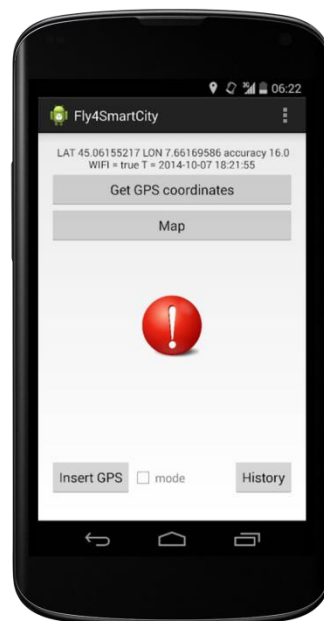 3G 06:22
Fly4SmartCity
LAT 45.06155217 LON 7.66169586 accuracy 16.0
WIFI = true T = 2014-10-07 18:21:55
Get GPS coordinates
Map
!
Insert GPS mode History